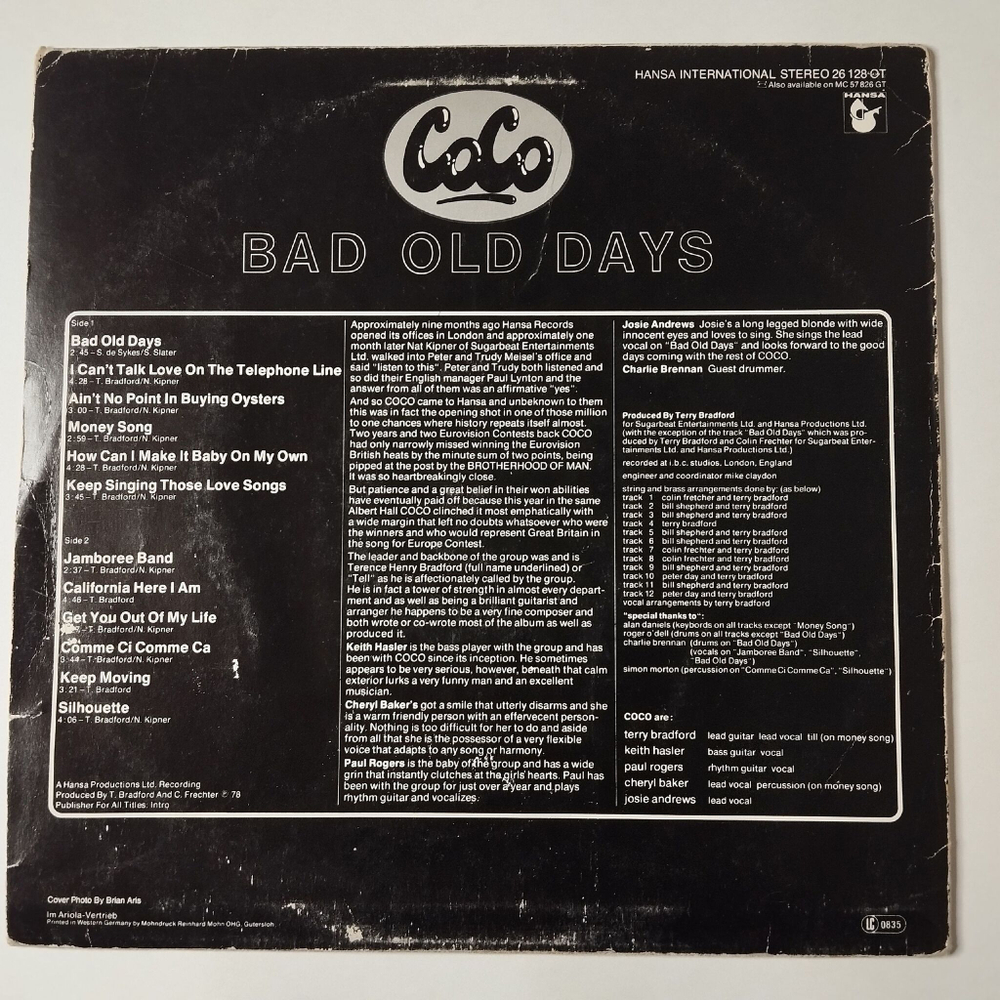 HANSA INTERNATIONAL STEREO 26 128 OT
Also available on MC 57 826 GT
HANSA
CoCo
BAD OLD DAYS
Side 1
Bad Old Days
2:45 – S. de Sykes/S. Slater
I Can't Talk Love On The Telephone Line
4:28 – T. Bradford/N. Kipner
Ain't No Point In Buying Oysters
3:00 – T. Bradford/N. Kipner
Money Song
2:59 – T. Bradford/N. Kipner
How Can I Make It Baby On My Own
4:28 – T. Bradford/N. Kipner
Keep Singing Those Love Songs
3:45 – T. Bradford/N. Kipner
Side 2
Jamboree Band
2:37 – T. Bradford/N. Kipner
California Here I Am
4:46 – T. Bradford
Get You Out Of My Life
T. Bradford/N. Kipner
Comme Ci Comme Ca
3:44 – T. Bradford/N. Kipner
Keep Moving
3:21 – T. Bradford
Silhouette
4:06 – T. Bradford/N. Kipner
A Hansa Productions Ltd. Recording
Produced By T. Bradford And C. Frechter ℗ 78
Publisher For All Titles: Intro
Approximately nine months ago Hansa Records
opened its offices in London and approximately one
month later Nat Kipner of Sugarbeat Entertainments
Ltd. walked into Peter and Trudy Meisel's office and
said "listen to this". Peter and Trudy both listened and
so did their English manager Paul Lynton and the
answer from all of them was an affirmative "yes".
And so COCO came to Hansa and unbeknown to them
this was in fact the opening shot in one of those million
to one chances where history repeats itself almost.
Two years and two Eurovision Contests back COCO
had only narrowly missed winning the Eurovision
British heats by the minute sum of two points, being
pipped at the post by the BROTHERHOOD OF MAN.
It was so heartbreakingly close.
But patience and a great belief in their won abilities
have eventually paid off because this year in the same
Albert Hall COCO clinched it most emphatically with
a wide margin that left no doubts whatsoever who were
the winners and who would represent Great Britain in
the song for Europe Contest.
The leader and backbone of the group was and is
Terence Henry Bradford (full name underlined) or
"Tell" as he is affectionately called by the group.
He is in fact a tower of strength in almost every depart-
ment and as well as being a brilliant guitarist and
arranger he happens to be a very fine composer and
both wrote or co-wrote most of the album as well as
produced it.
Keith Hasler is the bass player with the group and has
been with COCO since its inception. He sometimes
appears to be very serious, however, beneath that calm
exterior lurks a very funny man and an excellent
musician.
Cheryl Baker's got a smile that utterly disarms and she
is a warm friendly person with an effervecent person-
ality. Nothing is too difficult for her to do and aside
from all that she is the possessor of a very flexible
voice that adapts to any song or harmony.
Paul Rogers is the baby of the group and has a wide
grin that instantly clutches at the girls' hearts. Paul has
been with the group for just over a year and plays
rhythm guitar and vocalizes.
Josie Andrews Josie's a long legged blonde with wide
innocent eyes and loves to sing. She sings the lead
vocal on "Bad Old Days" and looks forward to the good
days coming with the rest of COCO.
Charlie Brennan Guest drummer.
Produced By Terry Bradford
for Sugarbeat Entertainments Ltd. and Hansa Productions Ltd.
(with the exception of the track "Bad Old Days" which was pro-
duced by Terry Bradford and Colin Frechter for Sugarbeat Enter-
tainments Ltd. and Hansa Productions Ltd.)
recorded at i.b.c. studios, London, England
engineer and coordinator mike claydon
string and brass arrangements done by: (as below)
track 1 colin frechter and terry bradford
track 2 bill shepherd and terry bradford
track 3 bill shepherd and terry bradford
track 4 terry bradford
track 5 bill shepherd and terry bradford
track 6 bill shepherd and terry bradford
track 7 colin frechter and terry bradford
track 8 colin frechter and terry bradford
track 9 bill shepherd and terry bradford
track 10 peter day and terry bradford
track 11 bill shepherd and terry bradford
track 12 peter day and terry bradford
vocal arrangements by terry bradford
"special thanks to":
alan daniels (keybords on all tracks except "Money Song")
roger o'dell (drums on all tracks except "Bad Old Days")
charlie brennan (drums on "Bad Old Days")
(vocals on "Jamboree Band", "Silhouette",
"Bad Old Days")
simon morton (percussion on "Comme Ci Comme Ca", "Silhouette")
COCO are:
terry bradford lead guitar lead vocal till (on money song)
keith hasler bass guitar vocal
paul rogers rhythm guitar vocal
cheryl baker lead vocal percussion (on money song)
josie andrews lead vocal
Cover Photo By Brian Aris
Im Ariola-Vertrieb
Printed in Western Germany by Mohndruck Reinhard Mohn OHG, Gütersloh
LC 0835